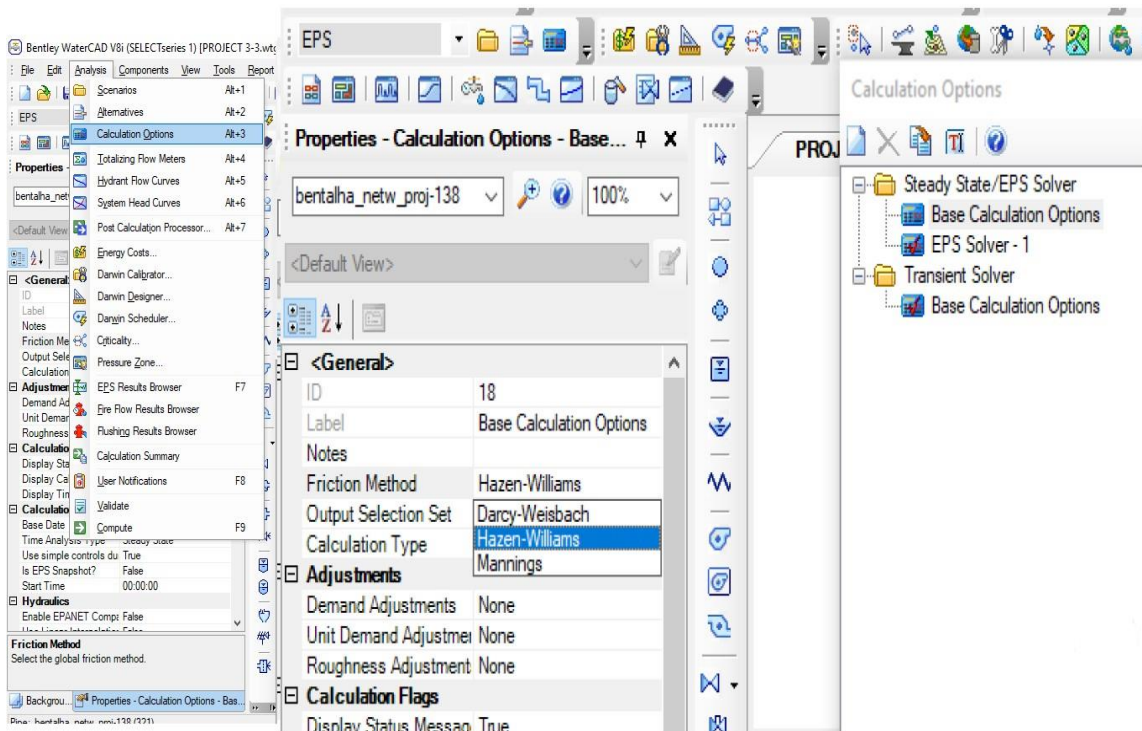 Bentley WaterCAD V8i (SELECTseries 1) [PROJECT 3-3.wtg
File Edit Analysis Components View Tools Report
EPS
Properties -
bentalha_net
<Default View
Scenarios Alt+1
Alternatives Alt+2
Calculation Options Alt+3
Totalizing Flow Meters Alt+4
Hydrant Flow Curves Alt+5
System Head Curves Alt+6
Post Calculation Processor... Alt+7
Energy Costs...
Darwin Calibrator...
Darwin Designer...
Darwin Scheduler...
Criticality...
Pressure Zone...
EPS Results Browser F7
Fire Flow Results Browser
Flushing Results Browser
Calculation Summary
User Notifications F8
Validate
Compute F9
<General
ID
Label
Notes
Friction Me
Output Sele
Calculation
Adjustmen
Demand Ad
Unit Demar
Roughness
Calculatio
Display Sta
Display Ca
Display Tin
Calculatio
Base Date
Time Analysis Type Steady State
Use simple controls du True
Is EPS Snapshot? False
Start Time 00:00:00
Hydraulics
Enable EPANET Compa False
Friction Method
Select the global friction method.
Backgrou... Properties - Calculation Options - Bas...
Pipe: bentalha_netw_proj-138 (321)
EPS
Properties - Calculation Options - Base...
bentalha_netw_proj-138 100%
<Default View>
<General>
ID 18
Label Base Calculation Options
Notes
Friction Method Hazen-Williams
Output Selection Set Darcy-Weisbach
Calculation Type Hazen-Williams
Mannings
Adjustments
Demand Adjustments None
Unit Demand Adjustmei None
Roughness Adjustment None
Calculation Flags
Display Status Messag True
PROJ
Calculation Options
Steady State/EPS Solver
Base Calculation Options
EPS Solver - 1
Transient Solver
Base Calculation Options